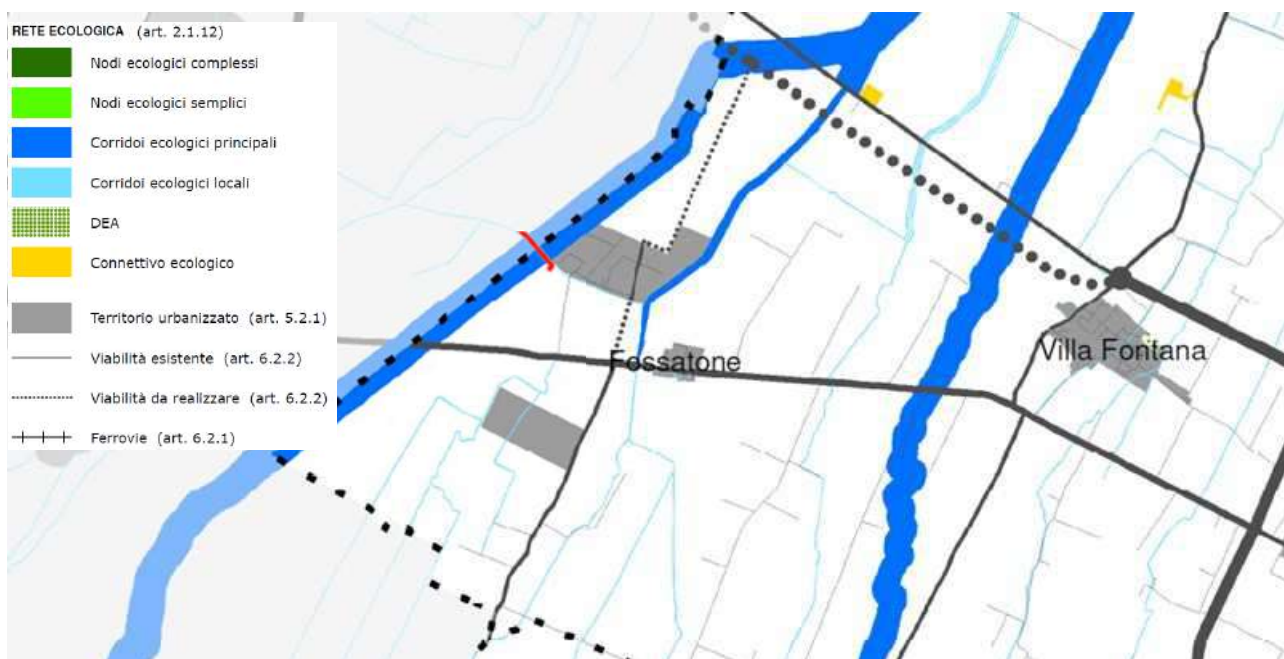 RETE ECOLOGICA (art. 2.1.12)
Nodi ecologici complessi
Nodi ecologici semplici
Corridoi ecologici principali
Corridoi ecologici locali
DEA
Connettivo ecologico
Territorio urbanizzato (art. 5.2.1)
Viabilità esistente (art. 6.2.2)
Viabilità da realizzare (art. 6.2.2)
Ferrovie (art. 6.2.1)
Fossatone
Villa Fontana